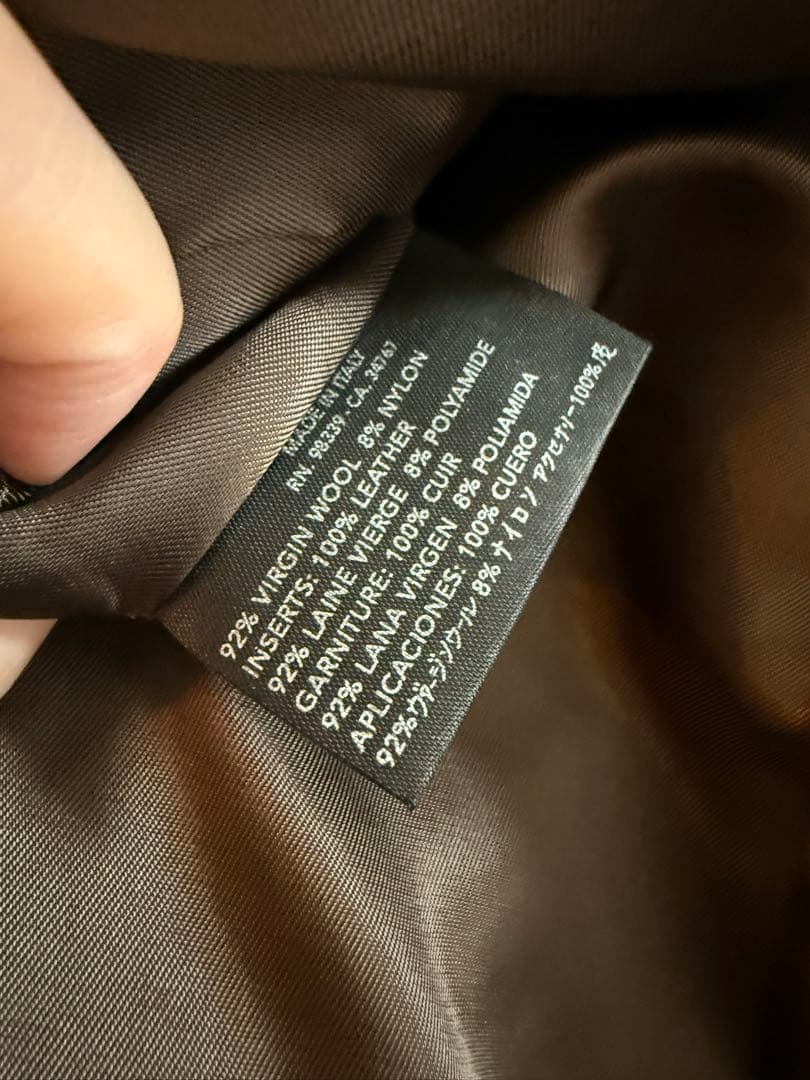 MADE IN ITALY
RN. 98339 - CA. 34767
92% VIRGIN WOOL 8% NYLON
INSERTS: 100% LEATHER
92% LAINE VIERGE 8% POLYAMIDE
GARNITURE: 100% CUIR
92% LANA VIRGEN 8% POLIAMIDA
APLICACIONES: 100% CUERO
92%ヴァージンウール 8% ナイロン アクセサリー100%皮